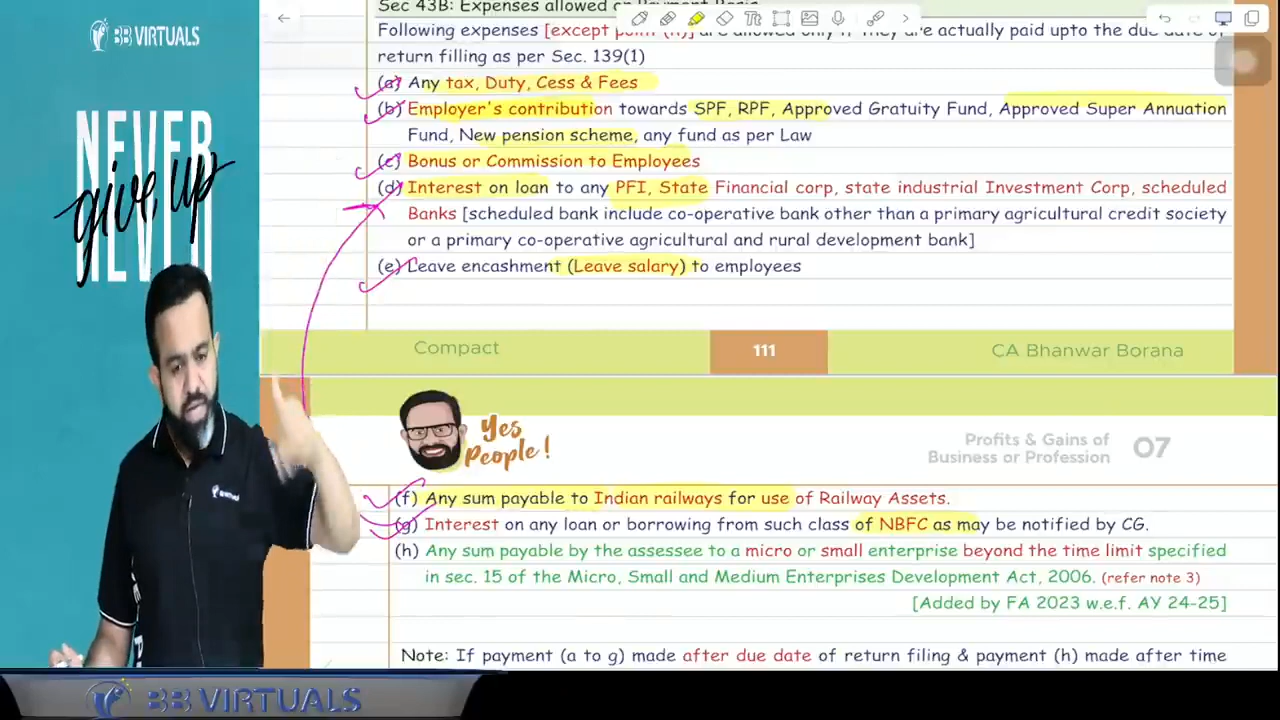 BB VIRTUALS
NEVER
give up
NEVER
Sec 43B: Expenses allowed on Payment Basis
Following expenses [except point (h)] are allowed only if They are actually paid upto the due date of
return filling as per Sec. 139(1)
(a) Any tax, Duty, Cess & Fees
(b) Employer's contribution towards SPF, RPF, Approved Gratuity Fund, Approved Super Annuation
Fund, New pension scheme, any fund as per Law
(c) Bonus or Commission to Employees
(d) Interest on loan to any PFI, State Financial corp, state industrial Investment Corp, scheduled
Banks [scheduled bank include co-operative bank other than a primary agricultural credit society
or a primary co-operative agricultural and rural development bank]
(e) Leave encashment (Leave salary) to employees
Compact 111 CA Bhanwar Borana
Yes
People !
Profits & Gains of
Business or Profession 07
(f) Any sum payable to Indian railways for use of Railway Assets.
(g) Interest on any loan or borrowing from such class of NBFC as may be notified by CG.
(h) Any sum payable by the assessee to a micro or small enterprise beyond the time limit specified
in sec. 15 of the Micro, Small and Medium Enterprises Development Act, 2006. (refer note 3)
[Added by FA 2023 w.e.f. AY 24-25]
Note: If payment (a to g) made after due date of return filing & payment (h) made after time
BB VIRTUALS